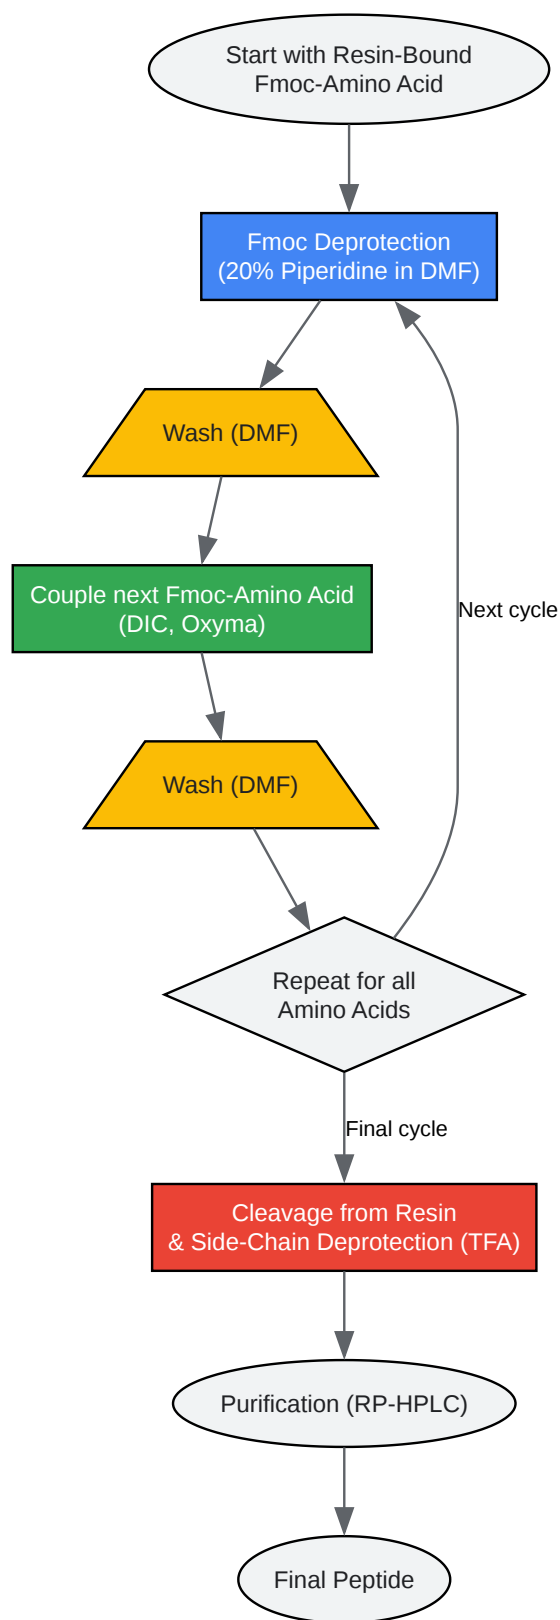 Start with Resin-Bound
Fmoc-Amino Acid
Fmoc Deprotection
(20% Piperidine in DMF)
Wash (DMF)
Couple next Fmoc-Amino Acid
(DIC, Oxyma)
Next cycle
Wash (DMF)
Repeat for all
Amino Acids
Final cycle
Cleavage from Resin
& Side-Chain Deprotection (TFA)
Purification (RP-HPLC)
Final Peptide